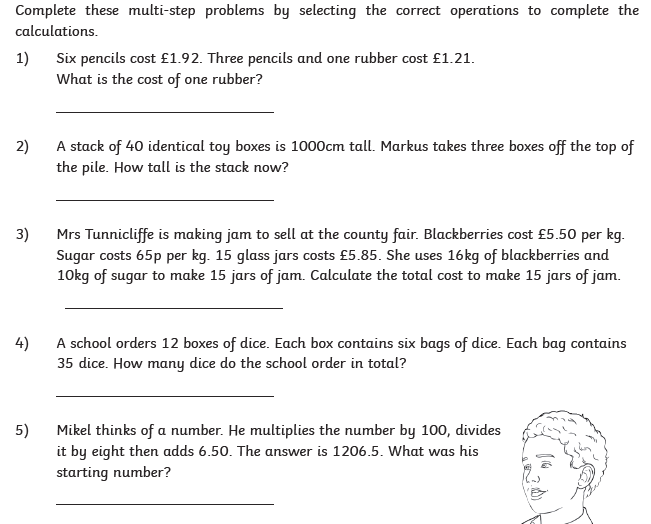 Complete these multi-step problems by selecting the correct operations to complete the
calculations.
1) Six pencils cost £1.92. Three pencils and one rubber cost £1.21.
What is the cost of one rubber?
2) A stack of 40 identical toy boxes is 1000cm tall. Markus takes three boxes off the top of
the pile. How tall is the stack now?
3) Mrs Tunnicliffe is making jam to sell at the county fair. Blackberries cost £5.50 per kg.
Sugar costs 65p per kg. 15 glass jars costs £5.85. She uses 16kg of blackberries and
10kg of sugar to make 15 jars of jam. Calculate the total cost to make 15 jars of jam.
4) A school orders 12 boxes of dice. Each box contains six bags of dice. Each bag contains
35 dice. How many dice do the school order in total?
5) Mikel thinks of a number. He multiplies the number by 100, divides
it by eight then adds 6.50. The answer is 1206.5. What was his
starting number?